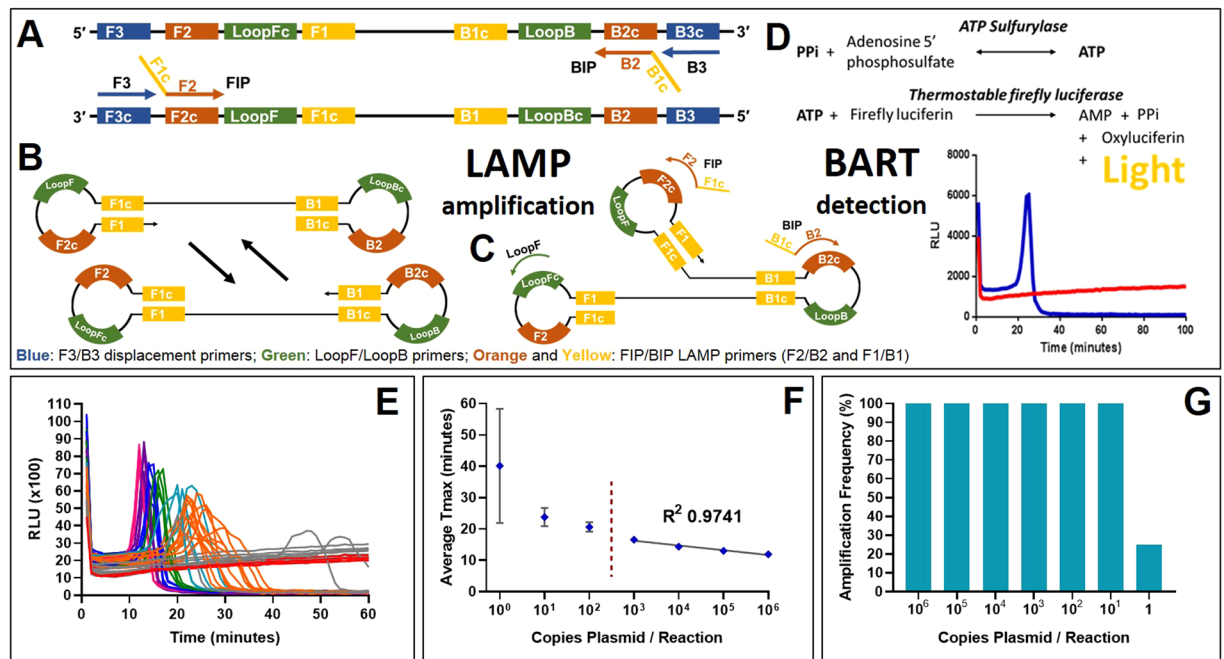 A
5′ F3 F2 LoopFc F1 B1c LoopB B2c B3c 3′
F1c BIP B2 B1c B3
F3 F2 FIP
3′ F3c F2c LoopF F1c B1 LoopBc B2 B3 5′
D
ATP Sulfurylase
PPi + Adenosine 5′ phosphosulfate ATP
Thermostable firefly luciferase
ATP + Firefly luciferin AMP + PPi
+ Oxyluciferin
+ Light
B
LAMP
amplification
BART
detection
LoopF F1c B1 LoopBc
F1 B1c
F2c B2
F2 B2c
F1c B1
F1 B1c
LoopFc LoopB
C
F2 FIP
F1c
F2c
LoopF
F1
F1c
BIP B2
B1c
LoopF
LoopFc
F1
F1c
F2
B1
B1c
B2c
LoopB
8000
6000
4000
2000
0
RLU
0 20 40 60 80 100
Time (minutes)
Blue: F3/B3 displacement primers; Green: LoopF/LoopB primers; Orange and Yellow: FIP/BIP LAMP primers (F2/B2 and F1/B1)
E
110
100
90
80
70
60
50
40
30
20
10
0
RLU (x100)
0 10 20 30 40 50 60
Time (minutes)
F
60
50
40
30
20
10
0
Average Tmax (minutes)
R² 0.9741
10⁰ 10¹ 10² 10³ 10⁴ 10⁵ 10⁶
Copies Plasmid / Reaction
G
100
90
80
70
60
50
40
30
20
10
0
Amplification Frequency (%)
10⁶ 10⁵ 10⁴ 10³ 10² 10¹ 1
Copies Plasmid / Reaction